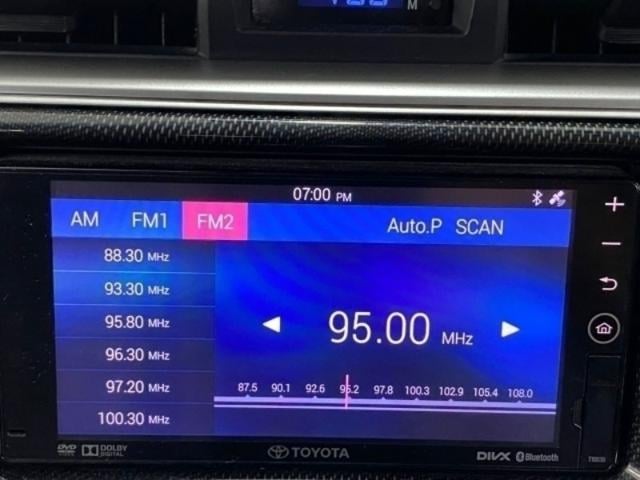 M
07:00 PM
AM FM1 FM2 Auto.P SCAN
88.30 MHz
93.30 MHz
95.80 MHz
96.30 MHz
97.20 MHz
100.30 MHz
95.00 MHz
87.5 90.1 92.6 95.2 97.8 100.3 102.9 105.4 108.0
DVD DOLBY DIGITAL TOYOTA DIVX Bluetooth